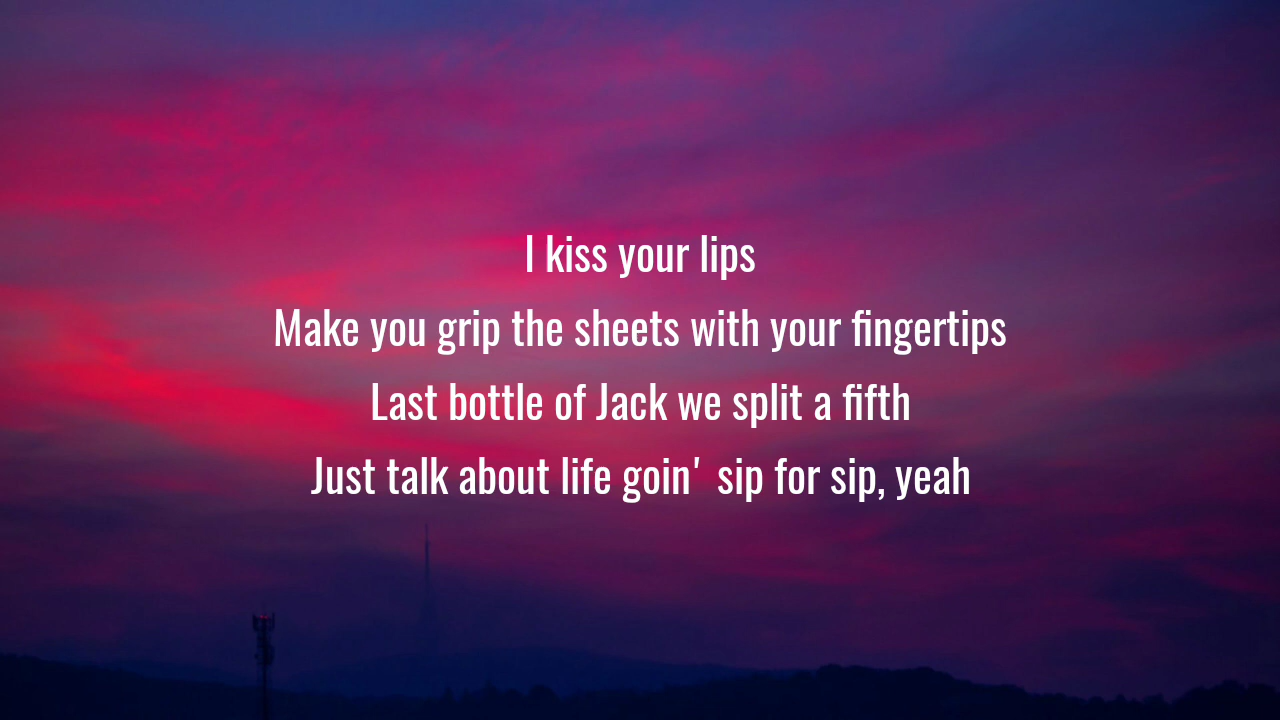 I kiss your lips
Make you grip the sheets with your fingertips
Last bottle of Jack we split a fifth
Just talk about life goin' sip for sip, yeah